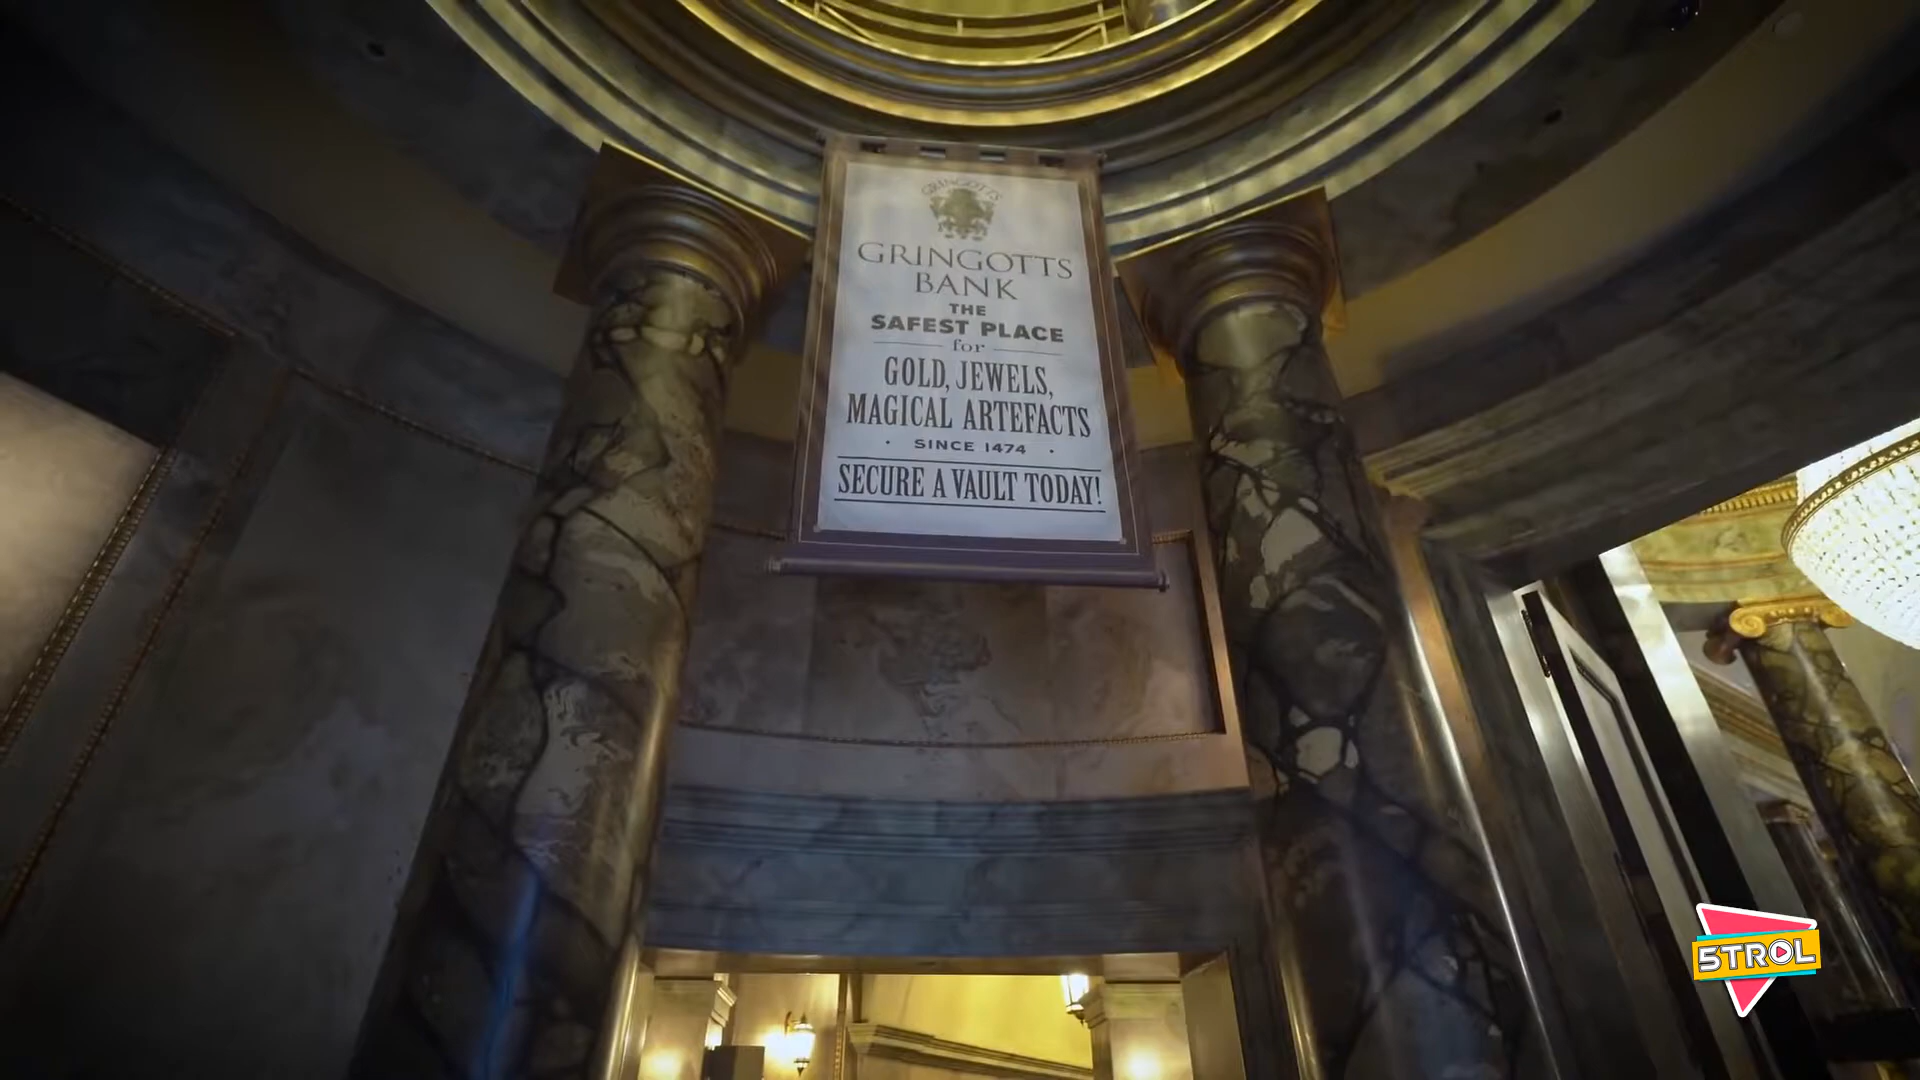 GRINGOTTS
GRINGOTTS
BANK
THE
SAFEST PLACE
for
GOLD, JEWELS,
MAGICAL ARTEFACTS
· SINCE 1474 ·
SECURE A VAULT TODAY!
5TROL